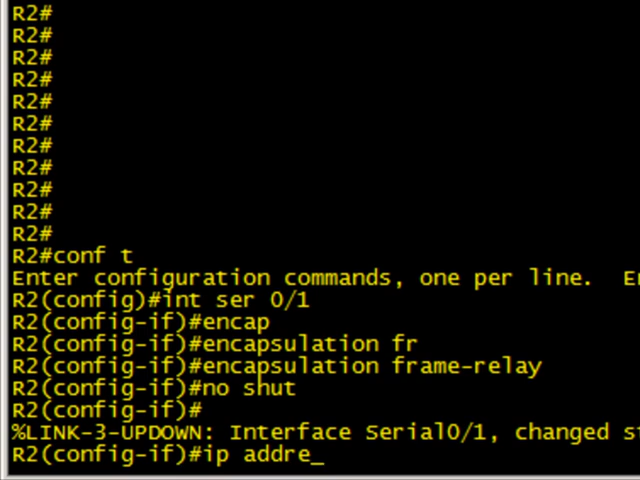 R2#
R2#
R2#
R2#
R2#
R2#
R2#
R2#
R2#
R2#
R2#
R2#conf t
Enter configuration commands, one per line.
R2(config)#int ser 0/1
R2(config-if)#encap
R2(config-if)#encapsulation fr
R2(config-if)#encapsulation frame-relay
R2(config-if)#no shut
R2(config-if)#
%LINK-3-UPDOWN: Interface Serial0/1, changed
R2(config-if)#ip addre_